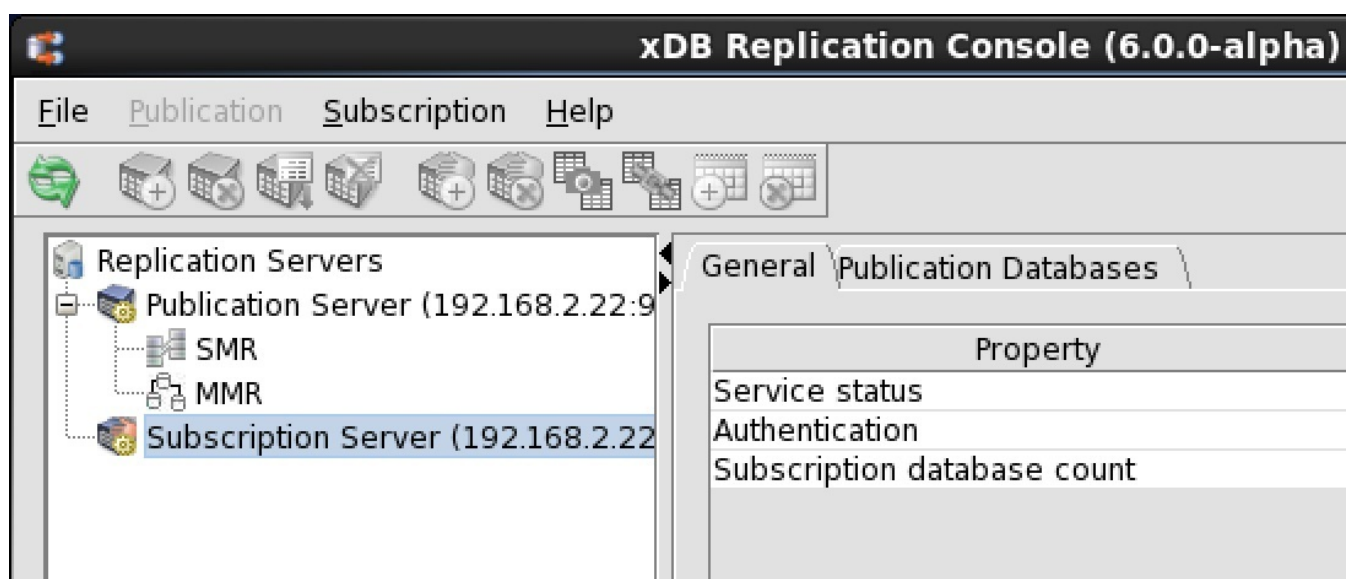 xDB Replication Console (6.0.0-alpha)
File Publication Subscription Help
Replication Servers
Publication Server (192.168.2.22:9
SMR
MMR
Subscription Server (192.168.2.22
General Publication Databases
Property
Service status
Authentication
Subscription database count